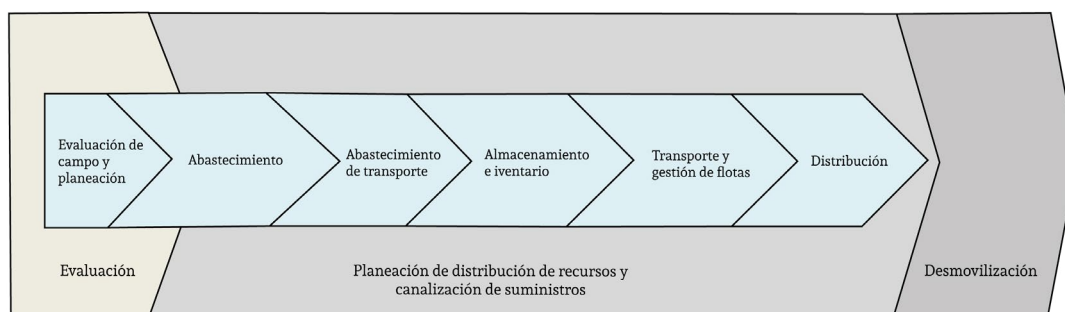 Evaluación de
campo y
planeación
Abastecimiento
Abastecimiento
de transporte
Almacenamiento
e iventario
Transporte y
gestión de flotas
Distribución
Evaluación
Planeación de distribución de recursos y
canalización de suministros
Desmovilización